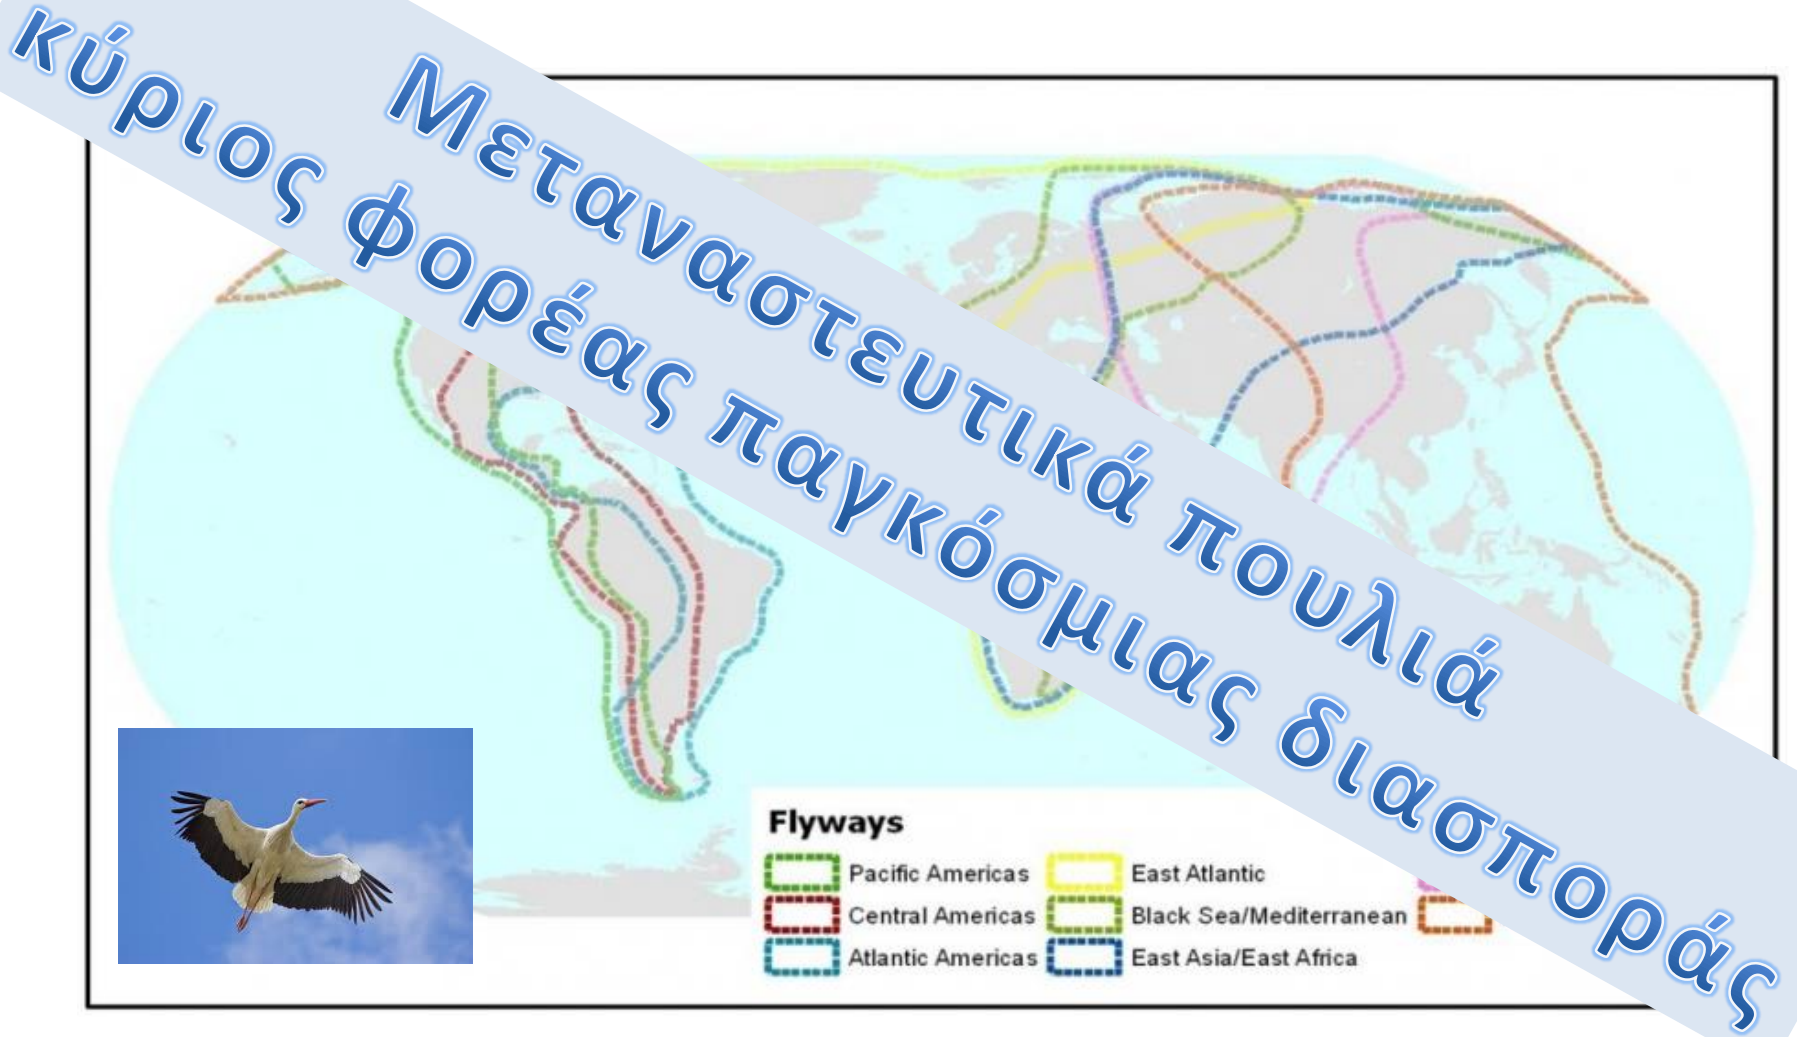 Μεταναστευτικά πουλιά
κύριος φορέας παγκόσμιας διασποράς
Flyways
Pacific Americas
Central Americas
Atlantic Americas
East Atlantic
Black Sea/Mediterranean
East Asia/East Africa